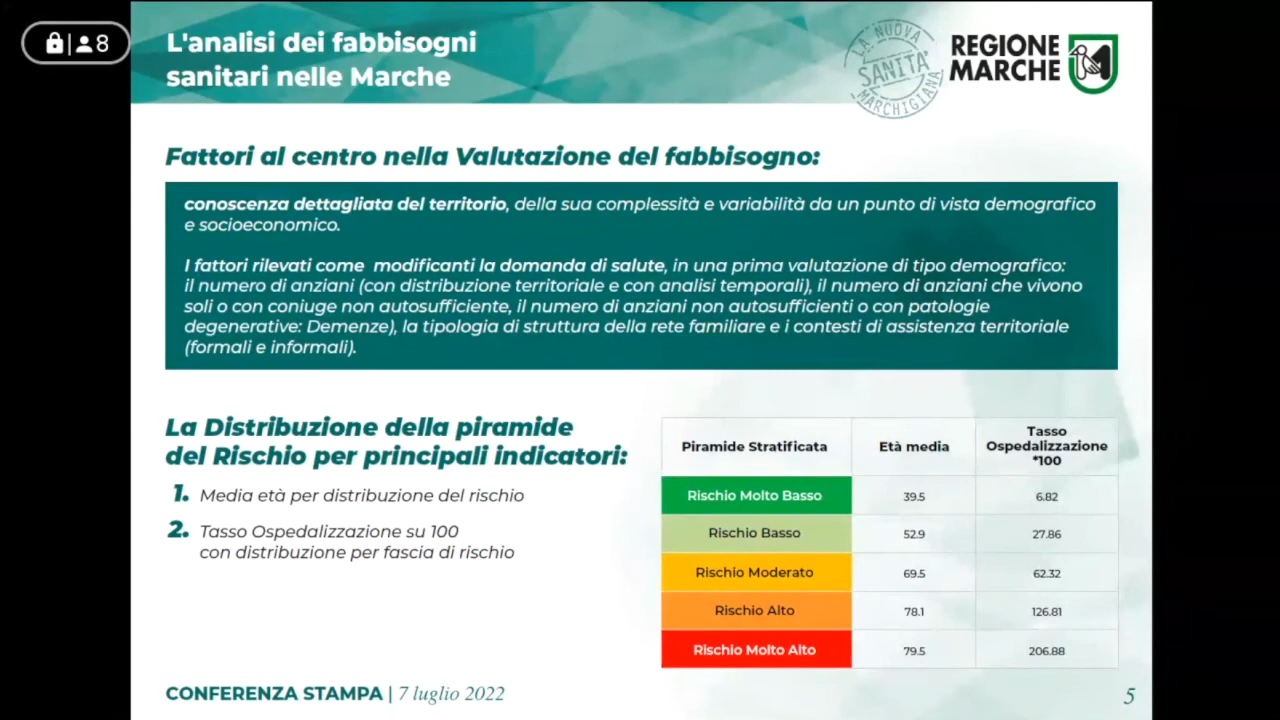 8
L'analisi dei fabbisogni
sanitari nelle Marche
LA NUOVA
SANITÀ
MARCHIGIANA
REGIONE
MARCHE
Fattori al centro nella Valutazione del fabbisogno:
conoscenza dettagliata del territorio, della sua complessità e variabilità da un punto di vista demografico
e socioeconomico.
I fattori rilevati come modificanti la domanda di salute, in una prima valutazione di tipo demografico:
il numero di anziani (con distribuzione territoriale e con analisi temporali), il numero di anziani che vivono
soli o con coniuge non autosufficiente, il numero di anziani non autosufficienti o con patologie
degenerative: Demenze), la tipologia di struttura della rete familiare e i contesti di assistenza territoriale
(formali e informali).
La Distribuzione della piramide
del Rischio per principali indicatori:
1. Media età per distribuzione del rischio
2. Tasso Ospedalizzazione su 100
con distribuzione per fascia di rischio
Piramide Stratificata Età media Tasso
Ospedalizzazione
*100
Rischio Molto Basso 39.5 6.82
Rischio Basso 52.9 27.86
Rischio Moderato 69.5 62.32
Rischio Alto 78.1 126.81
Rischio Molto Alto 79.5 206.88
CONFERENZA STAMPA | 7 luglio 2022
5